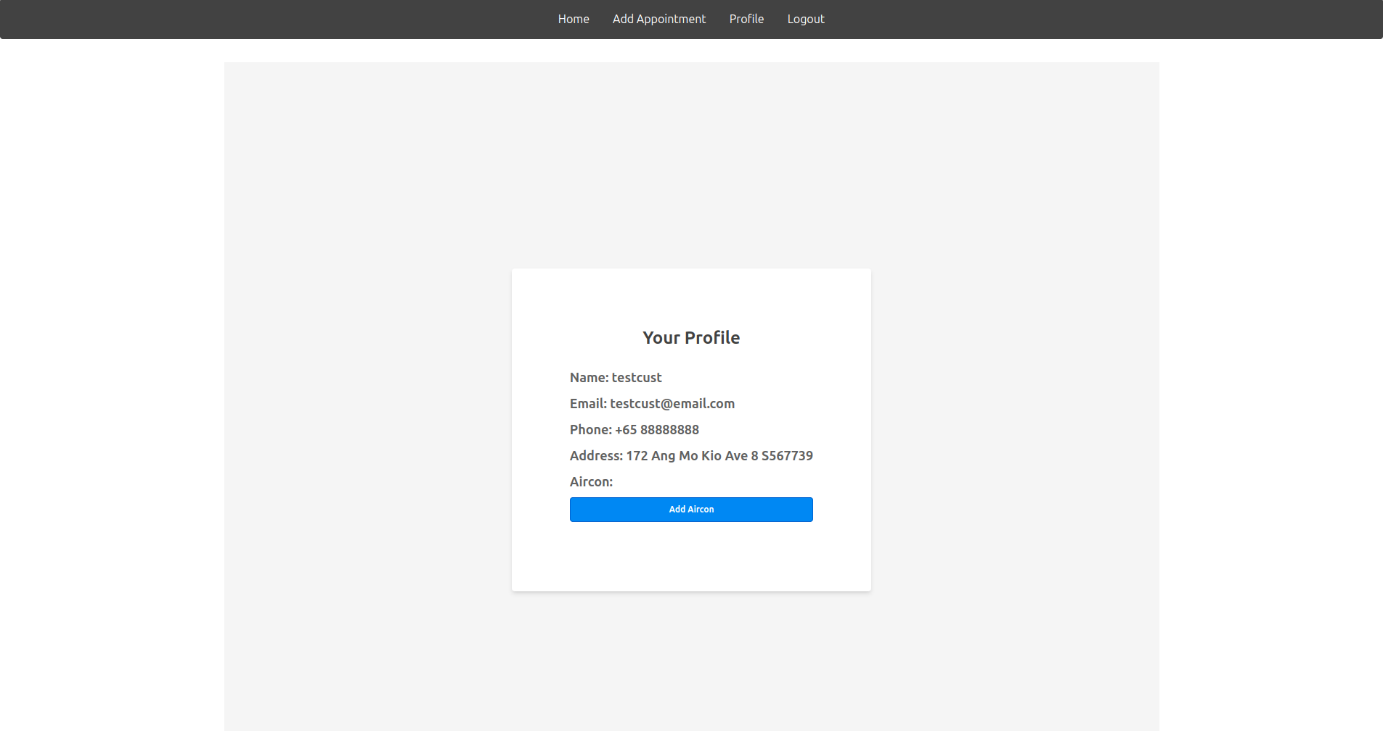 Home Add Appointment Profile Logout
Your Profile
Name: testcust
Email: testcust@email.com
Phone: +65 88888888
Address: 172 Ang Mo Kio Ave 8 S567739
Aircon:
Add Aircon